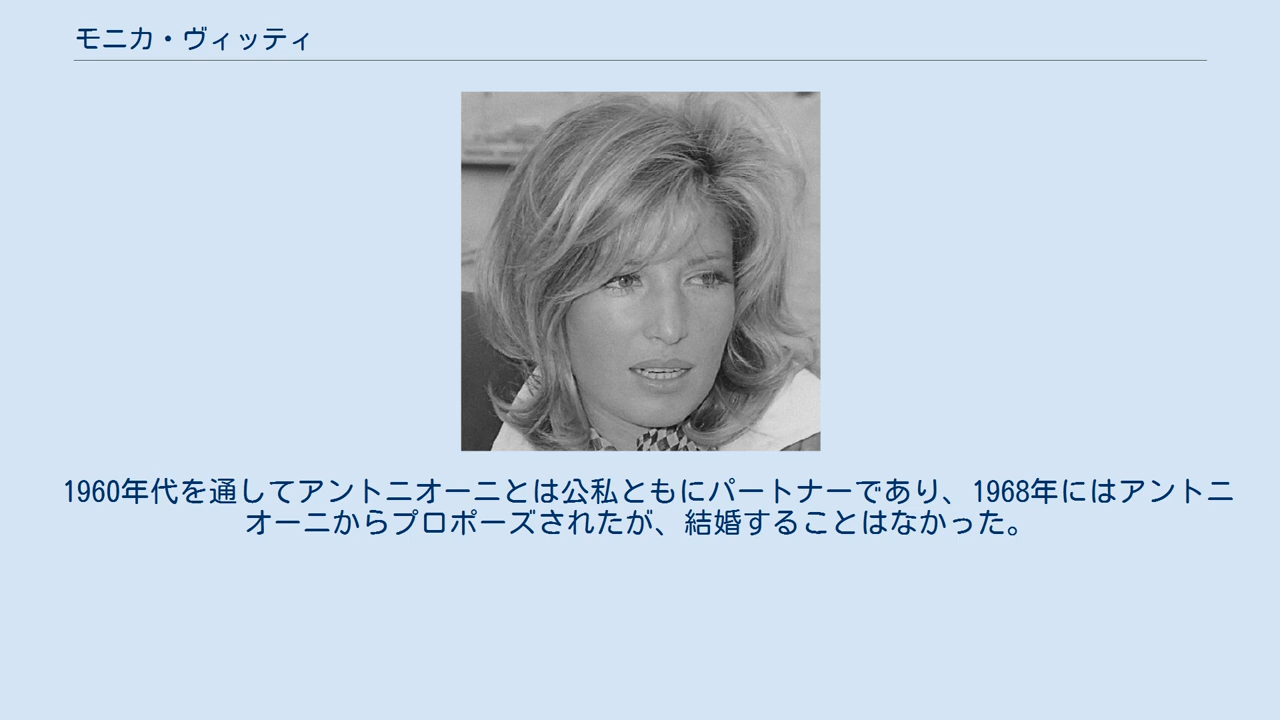 モニカ・ヴィッティ
1960年代を通してアントニオーニとは公私ともにパートナーであり、1968年にはアントニ
オーニからプロポーズされたが、結婚することはなかった。